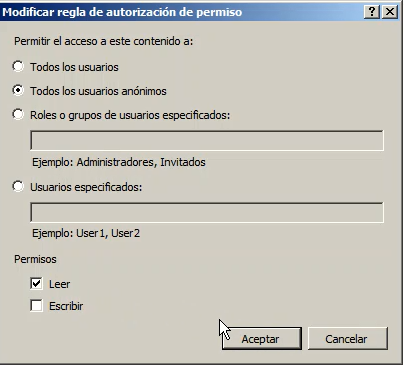 Modificar regla de autorización de permiso
Permitir el acceso a este contenido a:
Todos los usuarios
Todos los usuarios anónimos
Roles o grupos de usuarios especificados:
Ejemplo: Administradores, Invitados
Usuarios especificados:
Ejemplo: User1, User2
Permisos
Leer
Escribir
Aceptar Cancelar